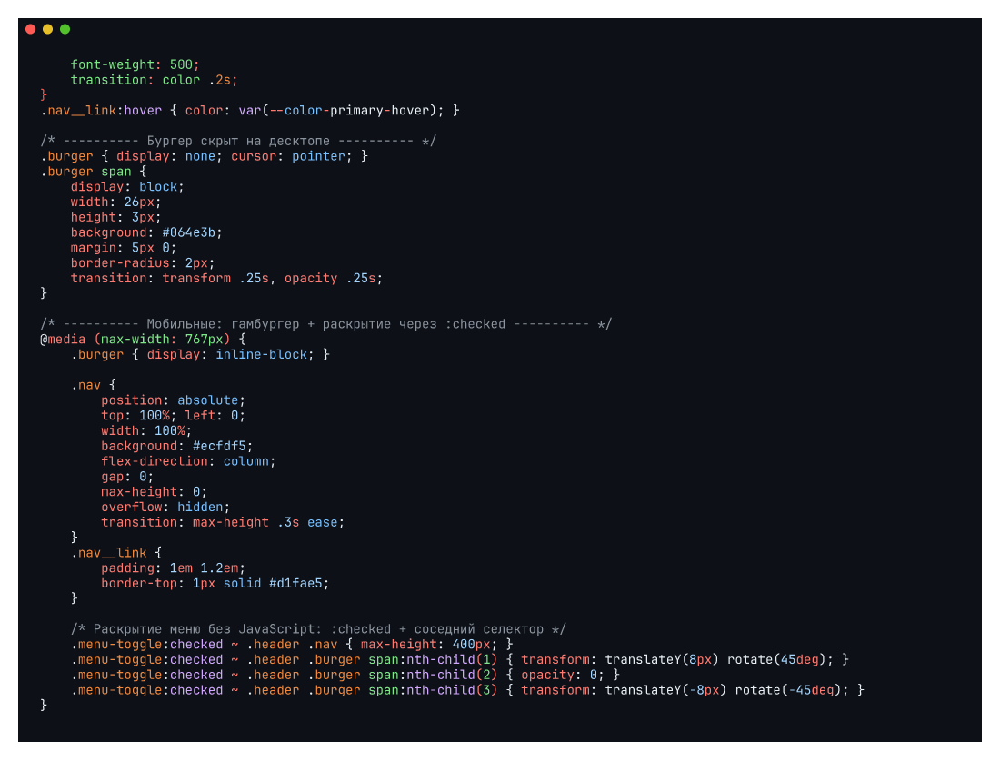 font-weight: 500;
    transition: color .2s;
}
.nav__link:hover { color: var(--color-primary-hover); }

/* ---------- Бургер скрыт на десктопе ---------- */
.burger { display: none; cursor: pointer; }
.burger span {
    display: block;
    width: 26px;
    height: 3px;
    background: #064e3b;
    margin: 5px 0;
    border-radius: 2px;
    transition: transform .25s, opacity .25s;
}

/* ---------- Мобильные: гамбургер + раскрытие через :checked ---------- */
@media (max-width: 767px) {
    .burger { display: inline-block; }

    .nav {
        position: absolute;
        top: 100%; left: 0;
        width: 100%;
        background: #ecfdf5;
        flex-direction: column;
        gap: 0;
        max-height: 0;
        overflow: hidden;
        transition: max-height .3s ease;
    }
    .nav__link {
        padding: 1em 1.2em;
        border-top: 1px solid #d1fae5;
    }

    /* Раскрытие меню без JavaScript: :checked + соседний селектор */
    .menu-toggle:checked ~ .header .nav { max-height: 400px; }
    .menu-toggle:checked ~ .header .burger span:nth-child(1) { transform: translateY(8px) rotate(45deg); }
    .menu-toggle:checked ~ .header .burger span:nth-child(2) { opacity: 0; }
    .menu-toggle:checked ~ .header .burger span:nth-child(3) { transform: translateY(-8px) rotate(-45deg); }
}